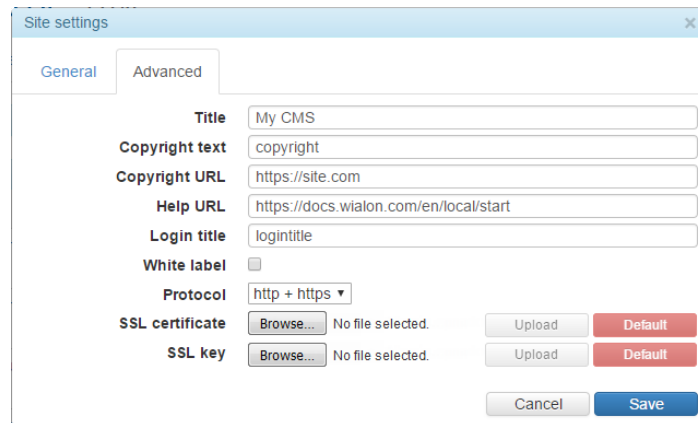 Site settings ×
General Advanced
Title My CMS
Copyright text copyright
Copyright URL https://site.com
Help URL https://docs.wialon.com/en/local/start
Login title logintitle
White label
Protocol http + https ▼
SSL certificate Browse... No file selected. Upload Default
SSL key Browse... No file selected. Upload Default
Cancel Save